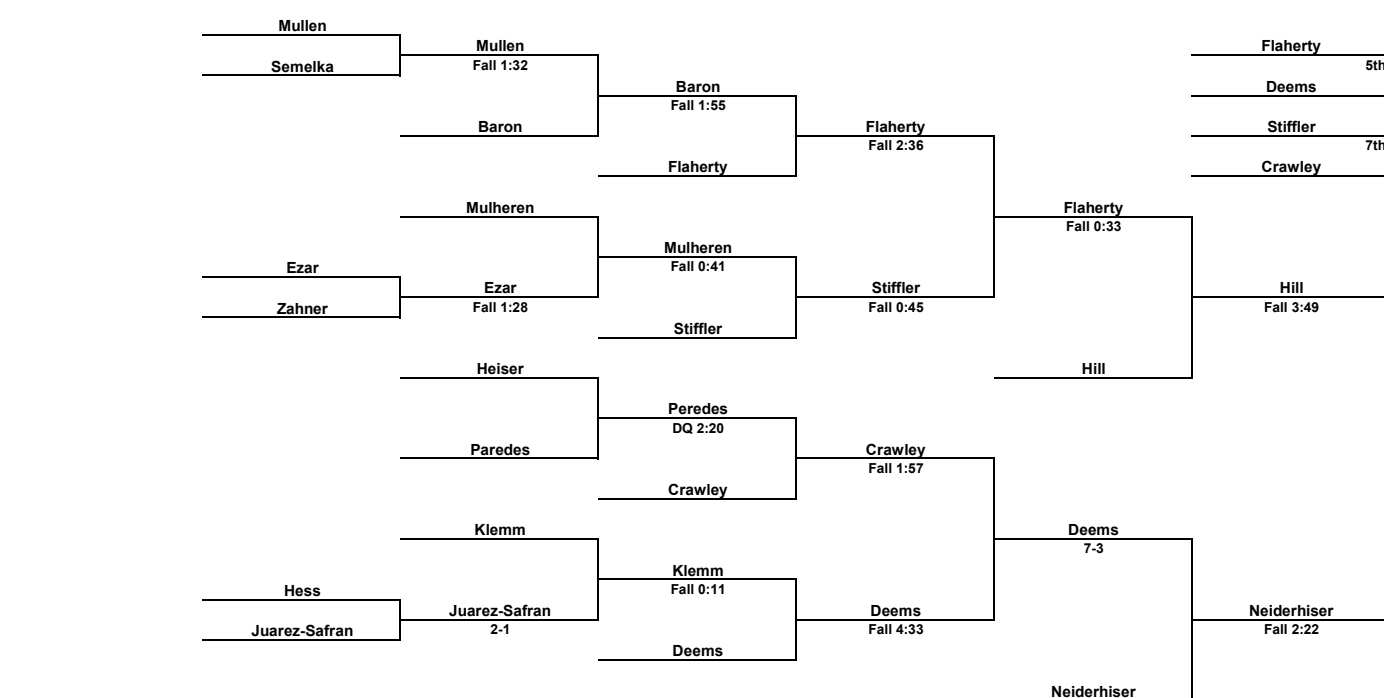 Mullen
Mullen
Flaherty
Semelka
Fall 1:32
5th
Baron
Deems
Fall 1:55
Baron
Flaherty
Stiffler
Fall 2:36
7th
Flaherty
Crawley
Mulheren
Flaherty
Fall 0:33
Mulheren
Ezar
Fall 0:41
Ezar
Stiffler
Hill
Zahner
Fall 1:28
Fall 0:45
Fall 3:49
Stiffler
Heiser
Hill
Peredes
DQ 2:20
Paredes
Crawley
Fall 1:57
Crawley
Klemm
Deems
7-3
Klemm
Hess
Fall 0:11
Juarez-Safran
Deems
Neiderhiser
Juarez-Safran
2-1
Fall 4:33
Fall 2:22
Deems
Neiderhiser